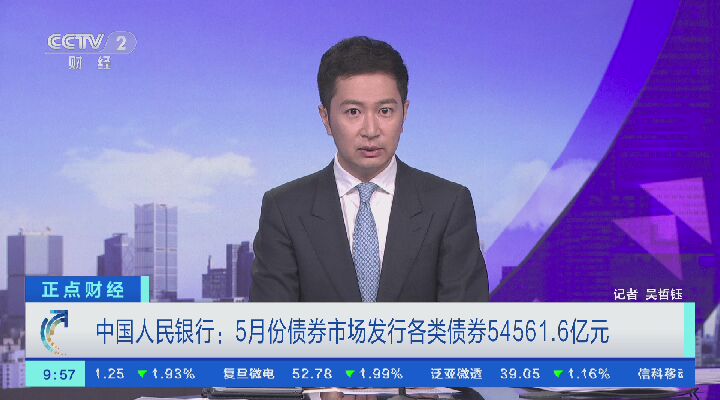 CCTV 2
财经
记者 吴哲钰
正点财经
中国人民银行：5月份债券市场发行各类债券54561.6亿元
9:57 1.25 ▼1.93% 复旦微电 52.78 ▼1.99% 泛亚微透 39.05 ▼1.16% 信科移动